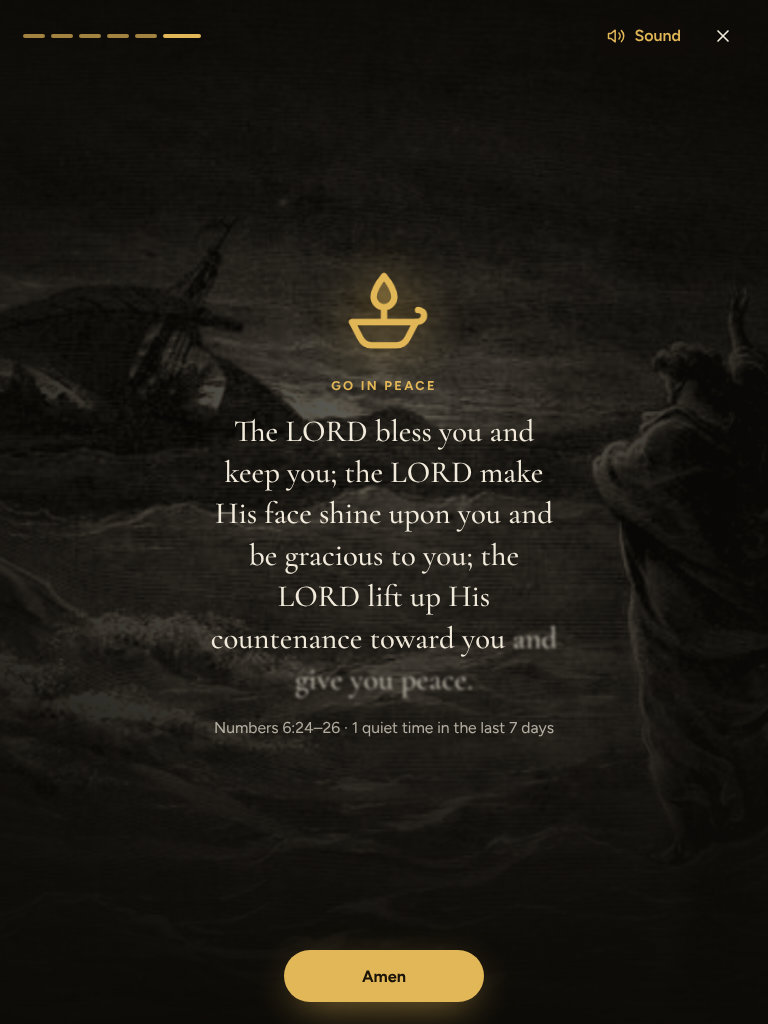 Sound
GO IN PEACE
The LORD bless you and
keep you; the LORD make
His face shine upon you and
be gracious to you; the
LORD lift up His
countenance toward you and
give you peace.
Numbers 6:24–26 · 1 quiet time in the last 7 days
Amen